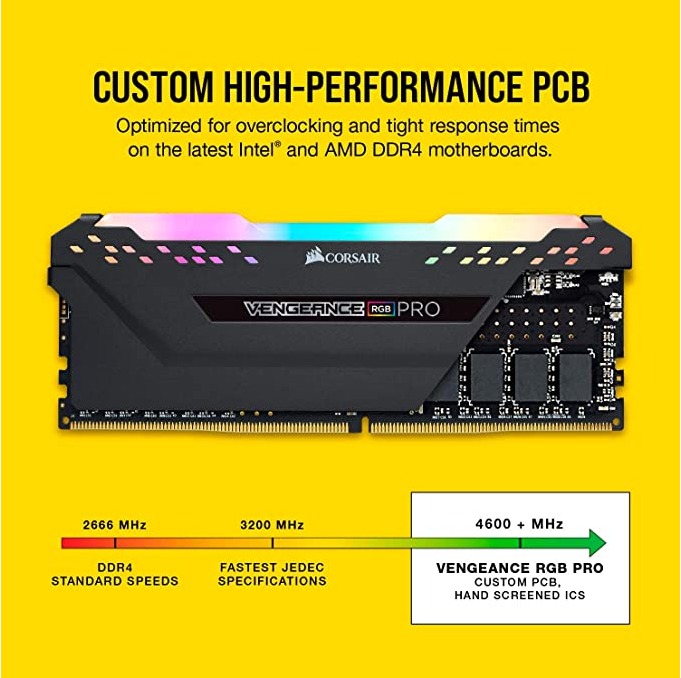 CUSTOM HIGH-PERFORMANCE PCB
Optimized for overclocking and tight response times
on the latest Intel® and AMD DDR4 motherboards.
CORSAIR
VENGEANCE RGB PRO
2666 MHz
DDR4
STANDARD SPEEDS
3200 MHz
FASTEST JEDEC
SPECIFICATIONS
4600 + MHz
VENGEANCE RGB PRO
CUSTOM PCB,
HAND SCREENED ICS